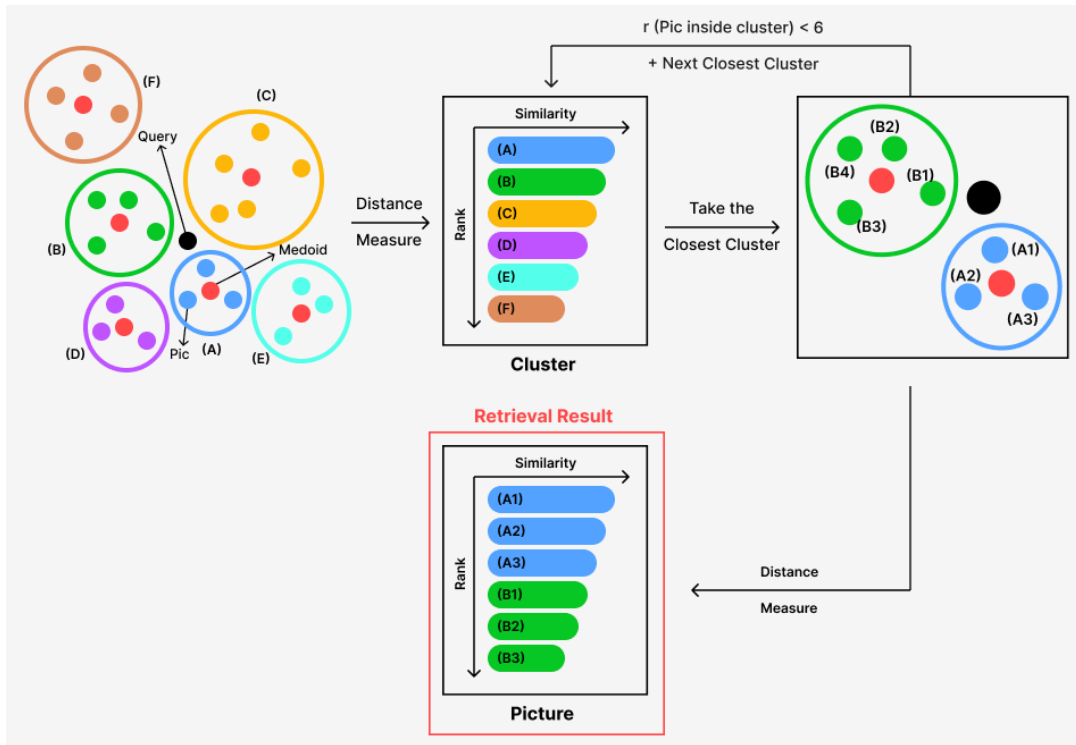 r (Pic inside cluster) < 6
+ Next Closest Cluster
(F)
(C)
Query
(B)
Medoid
(D)
Pic
(A)
(E)
Distance
Measure
Similarity
Rank
(A)
(B)
(C)
(D)
(E)
(F)
Cluster
Take the
Closest Cluster
(B2)
(B4)
(B1)
(B3)
(A1)
(A2)
(A3)
Retrieval Result
Similarity
Rank
(A1)
(A2)
(A3)
(B1)
(B2)
(B3)
Picture
Distance
Measure